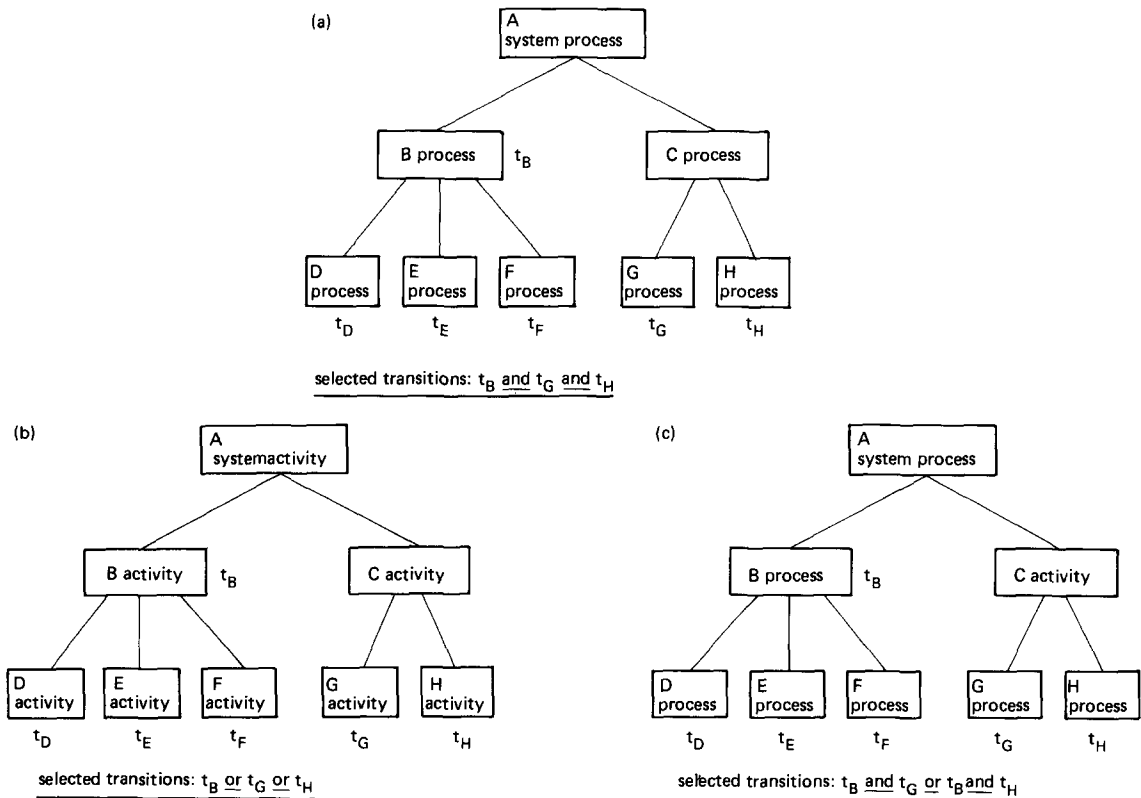 (a)
A
system process
B process
t_B
C process
D
process
E
process
F
process
G
process
H
process
t_D
t_E
t_F
t_G
t_H
selected transitions: t_B and t_G and t_H
(b)
A
systemactivity
B activity
t_B
C activity
D
activity
E
activity
F
activity
G
activity
H
activity
t_D
t_E
t_F
t_G
t_H
selected transitions: t_B or t_G or t_H
(c)
A
system process
B process
t_B
C activity
D
process
E
process
F
process
G
process
H
process
t_D
t_E
t_F
t_G
t_H
selected transitions: t_B and t_G or t_B and t_H